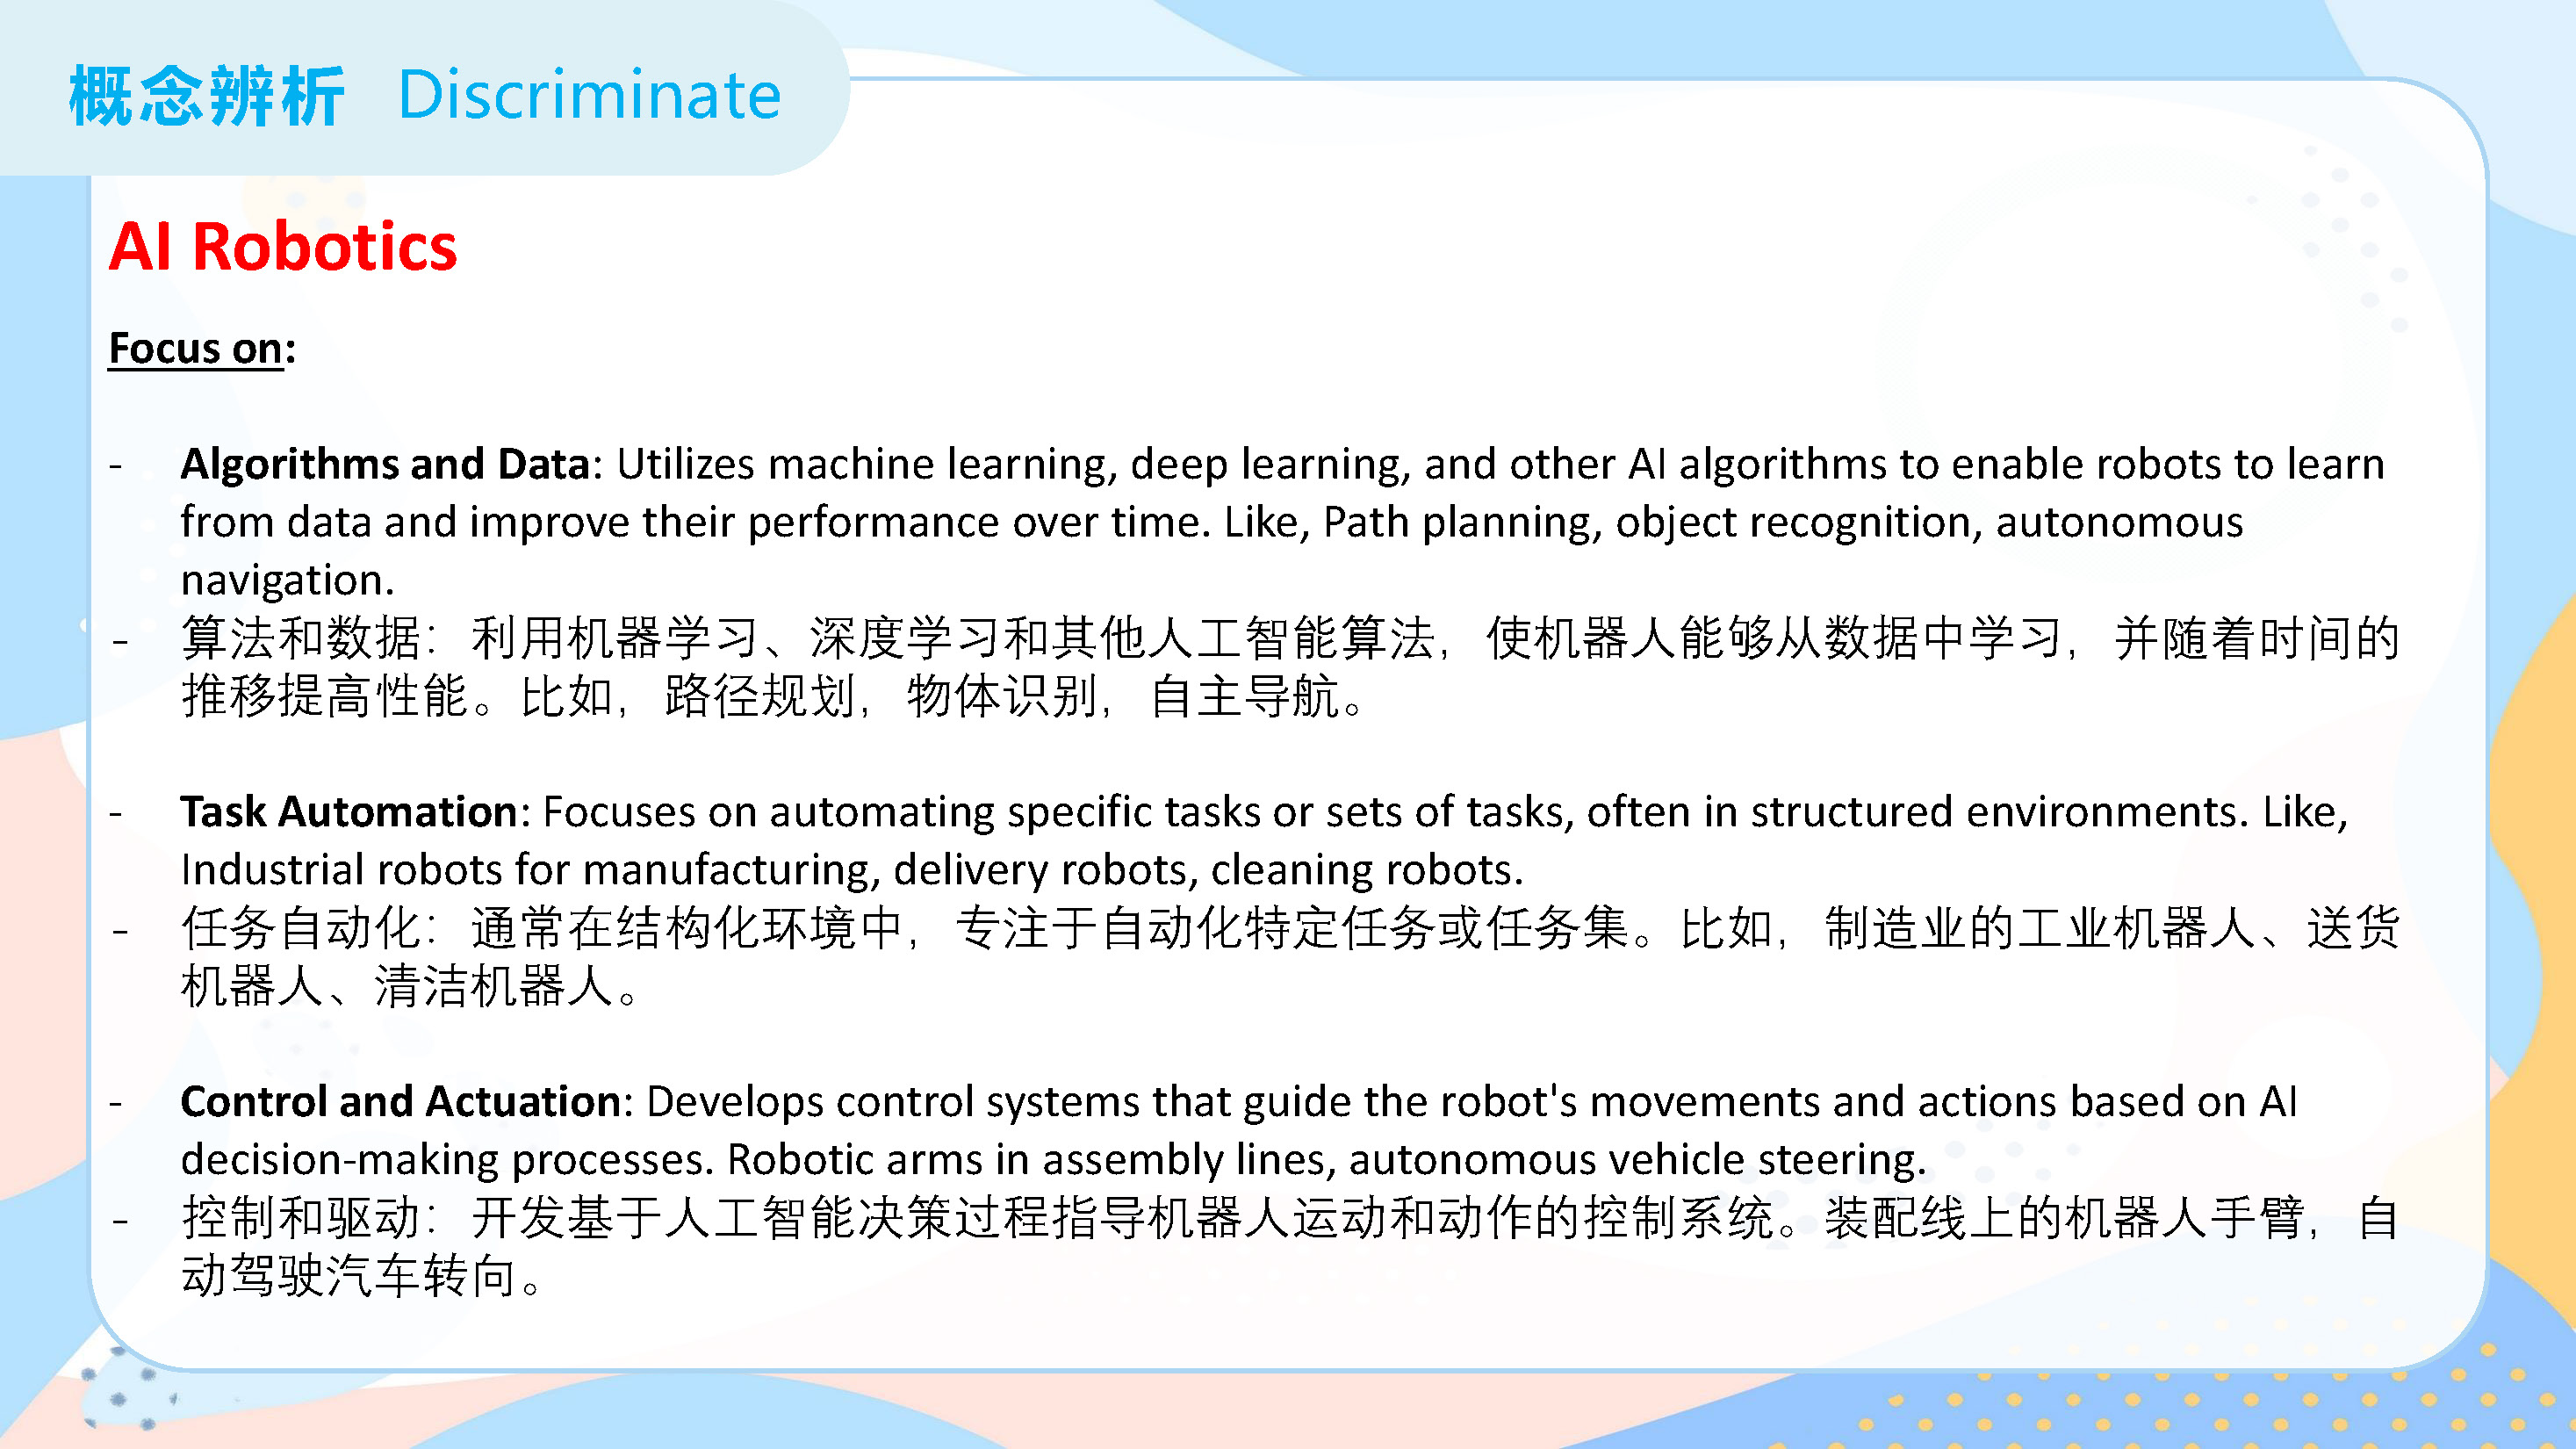 概念辨析 Discriminate
AI Robotics
Focus on:
- Algorithms and Data: Utilizes machine learning, deep learning, and other AI algorithms to enable robots to learn
from data and improve their performance over time. Like, Path planning, object recognition, autonomous
navigation.
- 算法和数据：利用机器学习、深度学习和其他人工智能算法，使机器人能够从数据中学习，并随着时间的
推移提高性能。比如，路径规划，物体识别，自主导航。
- Task Automation: Focuses on automating specific tasks or sets of tasks, often in structured environments. Like,
Industrial robots for manufacturing, delivery robots, cleaning robots.
- 任务自动化：通常在结构化环境中，专注于自动化特定任务或任务集。比如，制造业的工业机器人、送货
机器人、清洁机器人。
- Control and Actuation: Develops control systems that guide the robot's movements and actions based on AI
decision-making processes. Robotic arms in assembly lines, autonomous vehicle steering.
- 控制和驱动：开发基于人工智能决策过程指导机器人运动和动作的控制系统。装配线上的机器人手臂，自
动驾驶汽车转向。